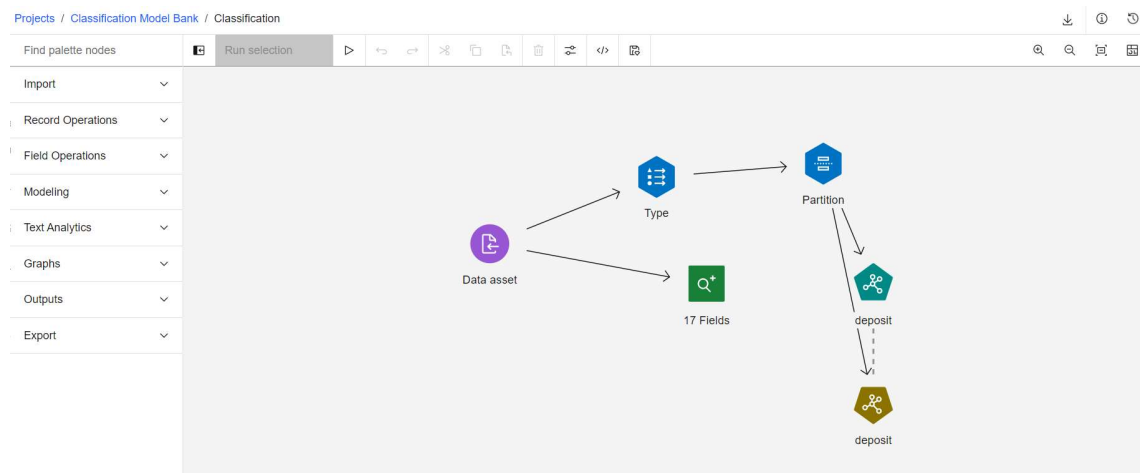 Projects / Classification Model Bank / Classification
Find palette nodes
Run selection
Import
Record Operations
Field Operations
Modeling
Text Analytics
Graphs
Outputs
Export
Type
Partition
Data asset
17 Fields
deposit
deposit